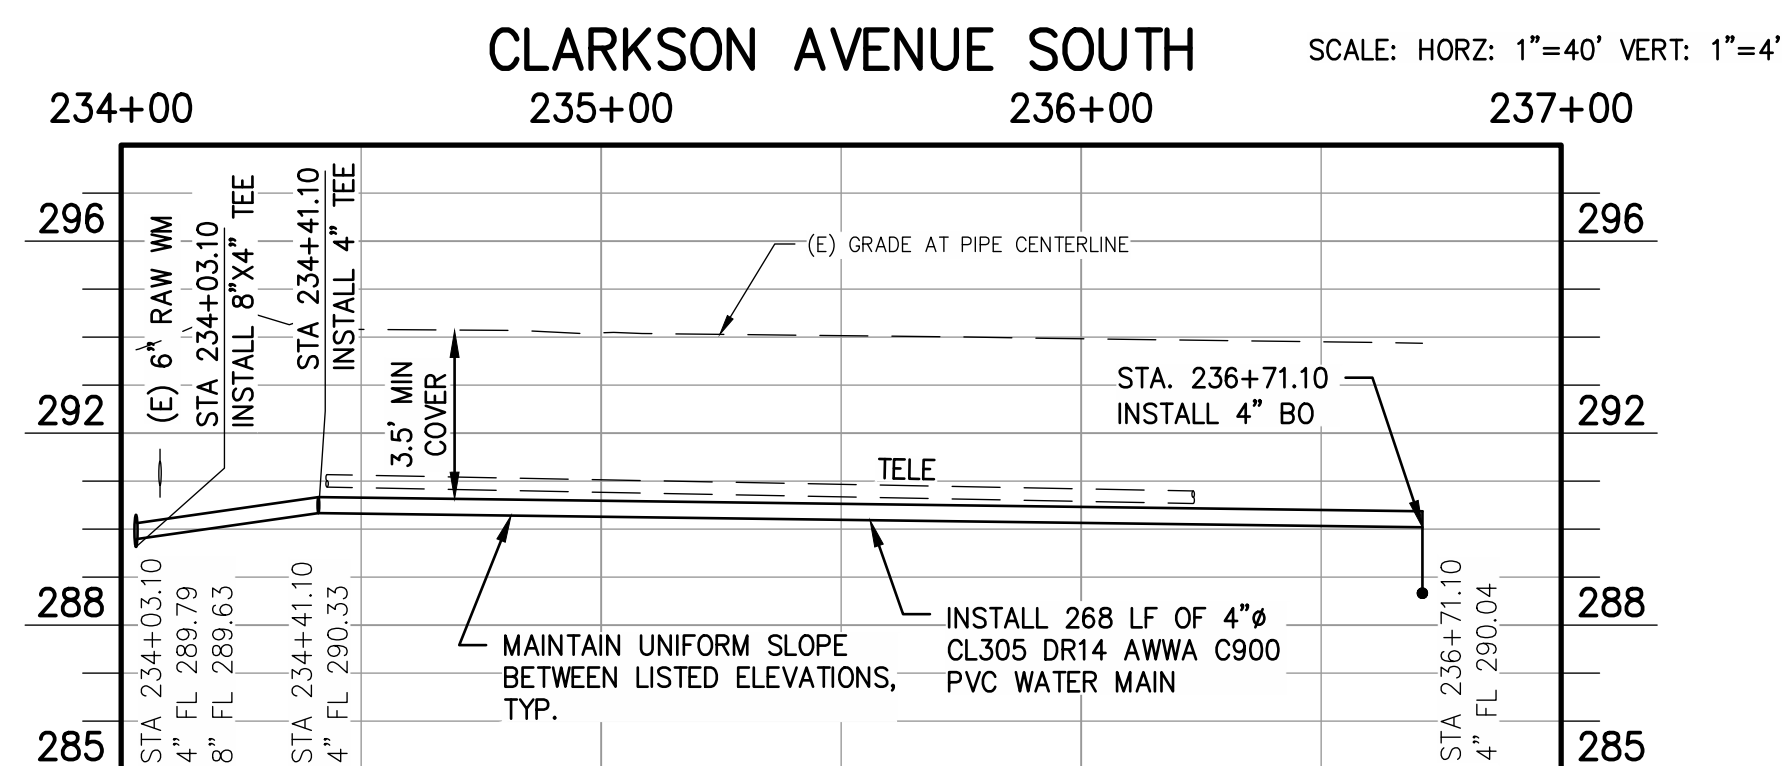 CLARKSON AVENUE SOUTH
SCALE: HORZ: 1"=40' VERT: 1"=4'
234+00
235+00
236+00
237+00
296
296
292
292
288
288
285
285
(E) 6" RAW WM
STA 234+03.10
INSTALL 8"X4" TEE
STA 234+41.10
INSTALL 4" TEE
(E) GRADE AT PIPE CENTERLINE
3.5' MIN
COVER
STA. 236+71.10
INSTALL 4" BO
TELE
STA 234+03.10
4" FL 289.79
8" FL 289.63
STA 234+41.10
4" FL 290.33
MAINTAIN UNIFORM SLOPE
BETWEEN LISTED ELEVATIONS,
TYP.
INSTALL 268 LF OF 4"ø
CL305 DR14 AWWA C900
PVC WATER MAIN
STA 236+71.10
4" FL 290.04